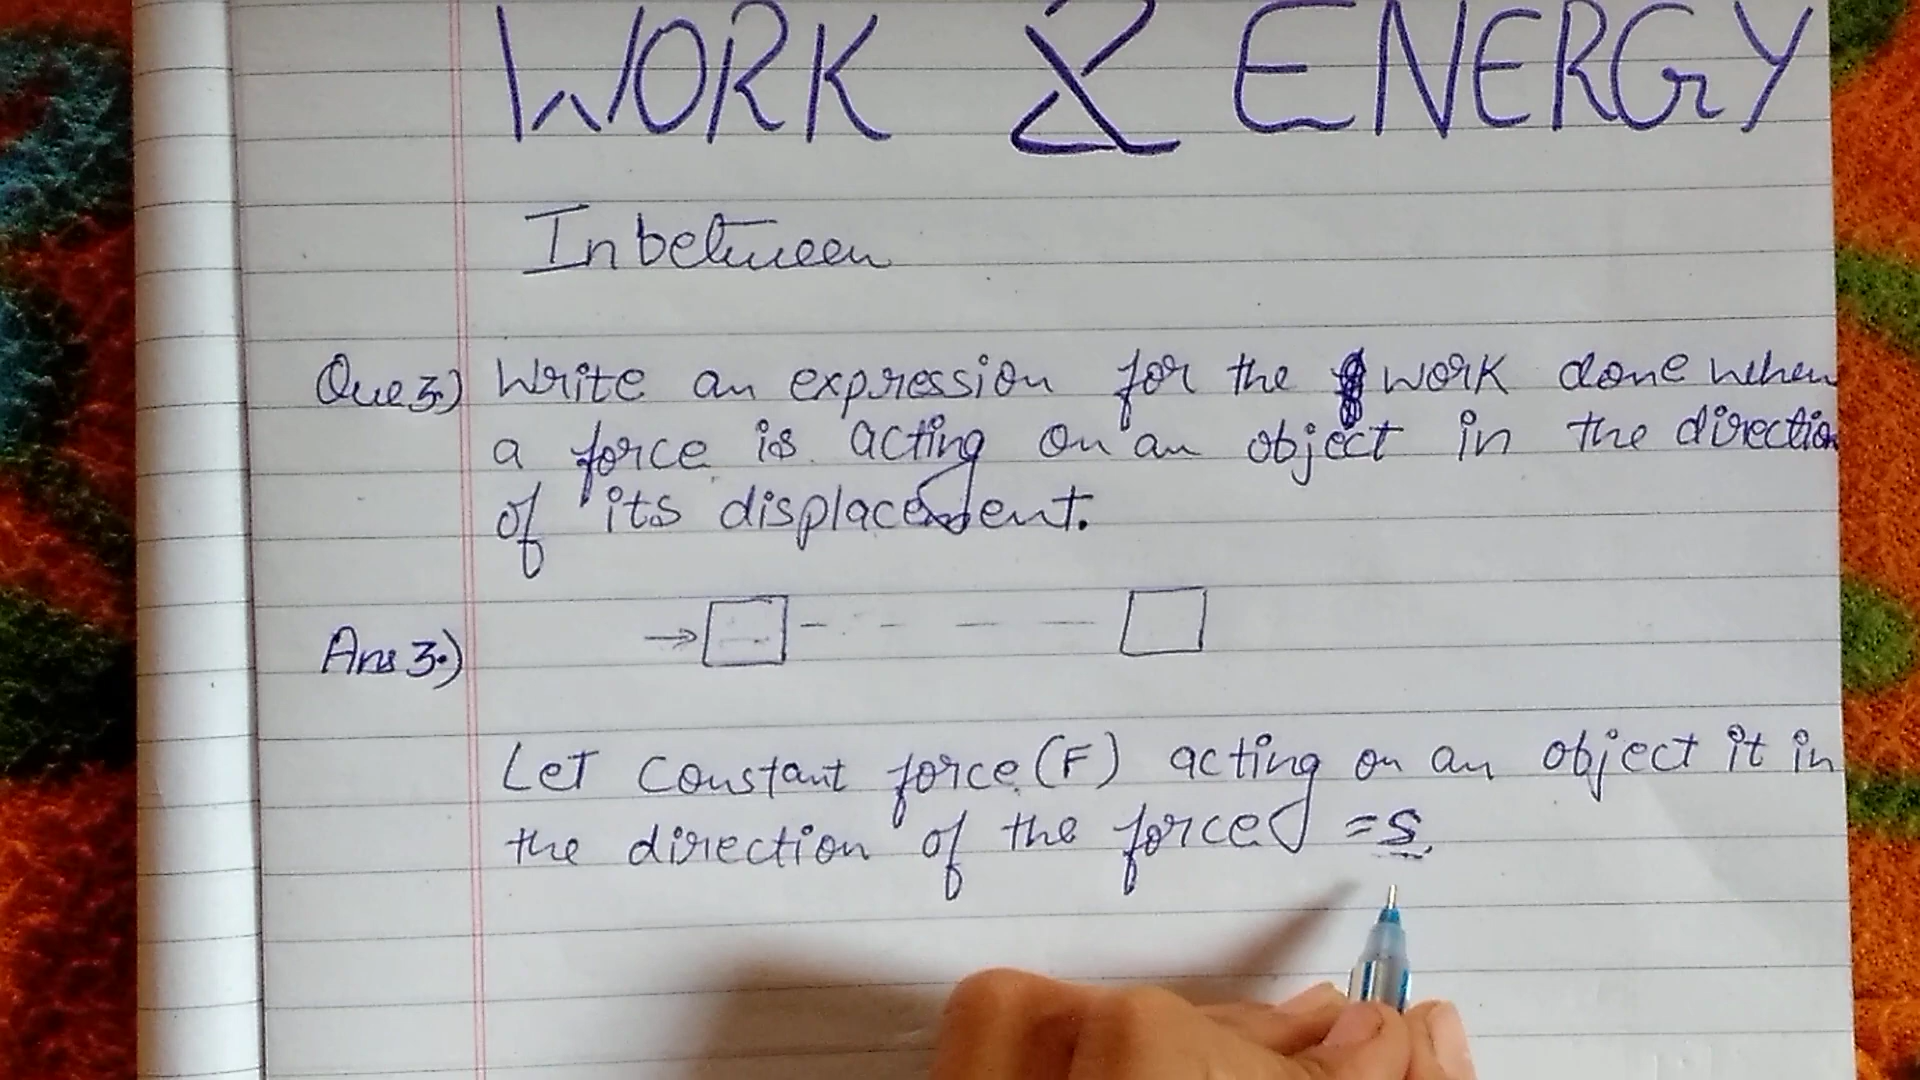 WORK & ENERGY
Inbetween
Que 3.) Write an expression for the work done when
a force is acting on an object in the direction
of its displacement.
Ans 3.)
Let Constant force (F) acting on an object it in
the direction of the force = s.